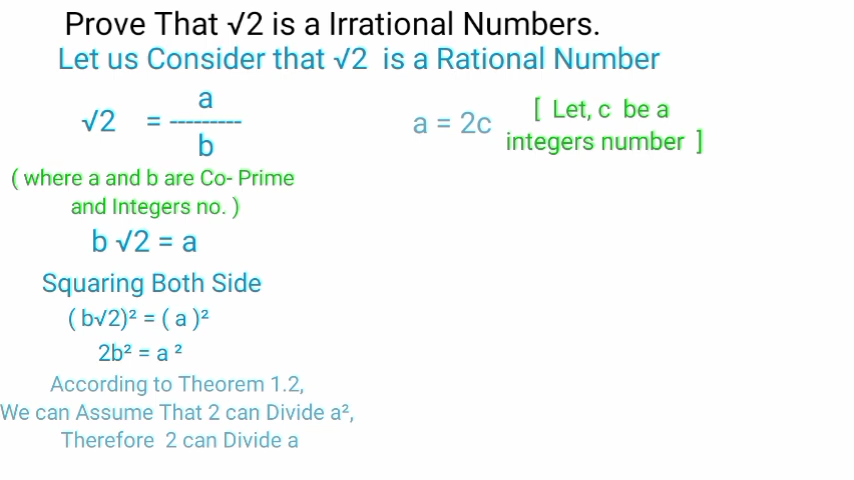 Prove That √2 is a Irrational Numbers.
Let us Consider that √2 is a Rational Number
√2 = a
---------
b
( where a and b are Co- Prime
and Integers no. )
b √2 = a
Squaring Both Side
( b√2)² = ( a )²
2b² = a ²
According to Theorem 1.2,
We can Assume That 2 can Divide a²,
Therefore 2 can Divide a
a = 2c
[ Let, c be a
integers number ]